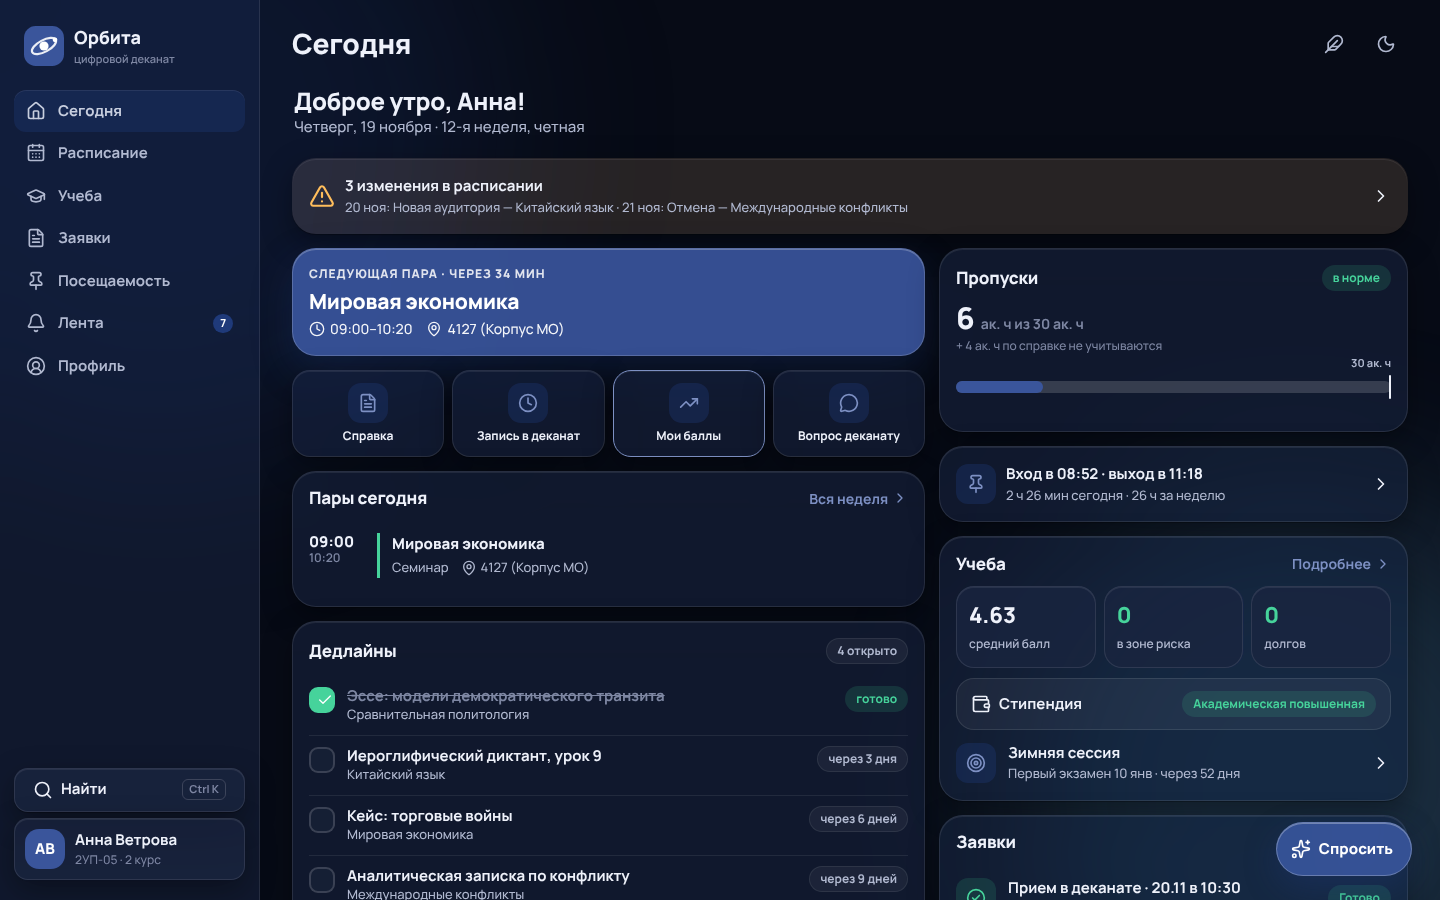 Орбита
цифровой деканат
Сегодня
Расписание
Учеба
Заявки
Посещаемость
Лента
7
Профиль
Найти
Ctrl K
АВ
Анна Ветрова
2УП-05 · 2 курс
Сегодня
Доброе утро, Анна!
Четверг, 19 ноября · 12-я неделя, четная
3 изменения в расписании
20 ноя: Новая аудитория — Китайский язык · 21 ноя: Отмена — Международные конфликты
СЛЕДУЮЩАЯ ПАРА · ЧЕРЕЗ 34 МИН
Мировая экономика
09:00–10:20 4127 (Корпус МО)
Справка
Запись в деканат
Мои баллы
Вопрос деканату
Пары сегодня
Вся неделя
09:00
10:20
Мировая экономика
Семинар 4127 (Корпус МО)
Дедлайны
4 открыто
Эссе: модели демократического транзита
Сравнительная политология
готово
Иероглифический диктант, урок 9
Китайский язык
через 3 дня
Кейс: торговые войны
Мировая экономика
через 6 дней
Аналитическая записка по конфликту
Международные конфликты
через 9 дней
Пропуски
в норме
6 ак. ч из 30 ак. ч
+ 4 ак. ч по справке не учитываются
30 ак. ч
Вход в 08:52 · выход в 11:18
2 ч 26 мин сегодня · 26 ч за неделю
Учеба
Подробнее
4.63
средний балл
0
в зоне риска
0
долгов
Стипендия
Академическая повышенная
Зимняя сессия
Первый экзамен 10 янв · через 52 дня
Заявки
Спросить
Прием в деканате · 20.11 в 10:30
Готово